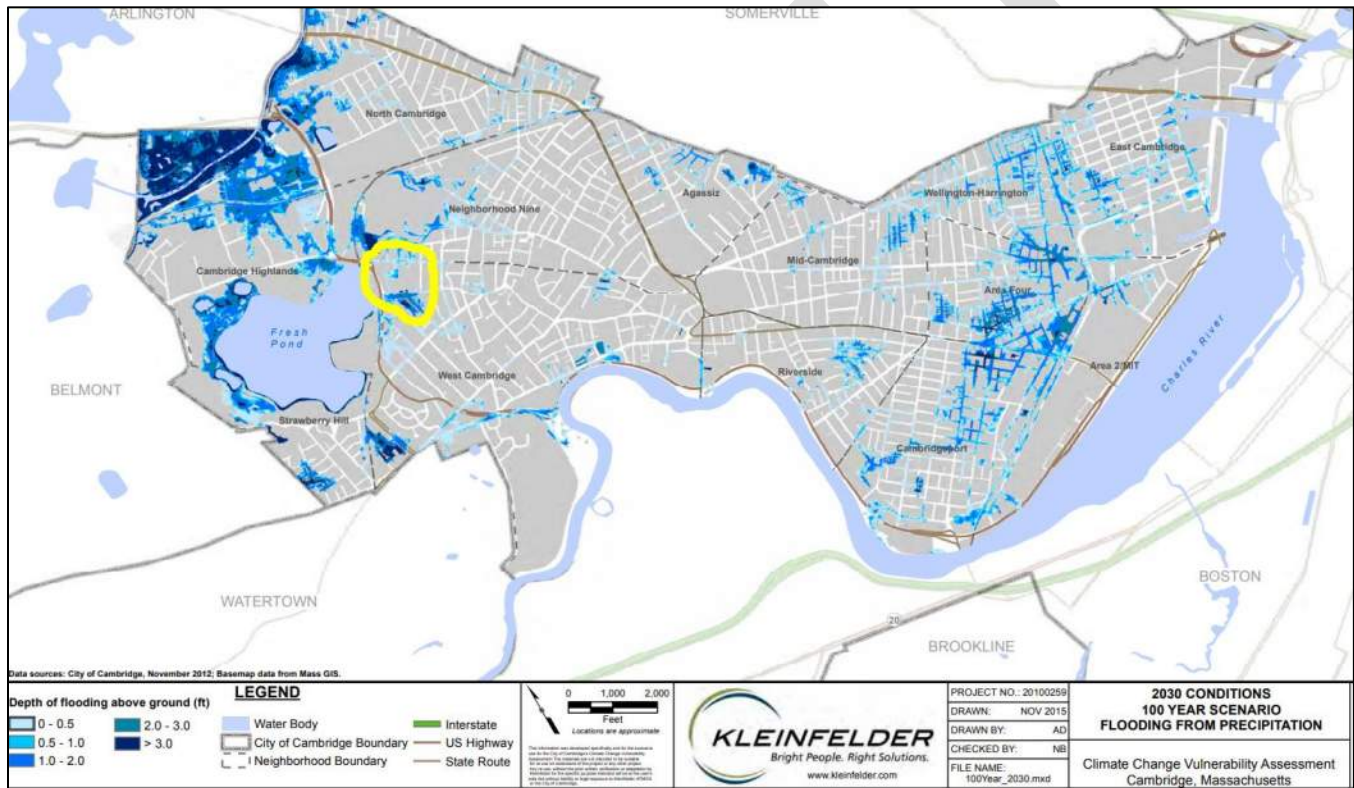 ARLINGTON
SOMERVILLE
North Cambridge
East Cambridge
Agassiz
Wellington-Harrington
Neighborhood Nine
Mid-Cambridge
Cambridge Highlands
Area Four
Fresh
Pond
Charles River
BELMONT
West Cambridge
Riverside
Area 2/MIT
Strawberry Hill
Cambridgeport
BOSTON
WATERTOWN
20
BROOKLINE
Data sources: City of Cambridge, November 2012; Basemap data from Mass GIS.
LEGEND
Depth of flooding above ground (ft)
0 - 0.5
0.5 - 1.0
1.0 - 2.0
2.0 - 3.0
> 3.0
Water Body
City of Cambridge Boundary
Neighborhood Boundary
Interstate
US Highway
State Route
0 1,000 2,000
Feet
Locations are approximate
KLEINFELDER
Bright People. Right Solutions.
www.kleinfelder.com
PROJECT NO.: 20100259
DRAWN: NOV 2015
DRAWN BY: AD
CHECKED BY: NB
FILE NAME:
100Year_2030.mxd
2030 CONDITIONS
100 YEAR SCENARIO
FLOODING FROM PRECIPITATION
Climate Change Vulnerability Assessment
Cambridge, Massachusetts